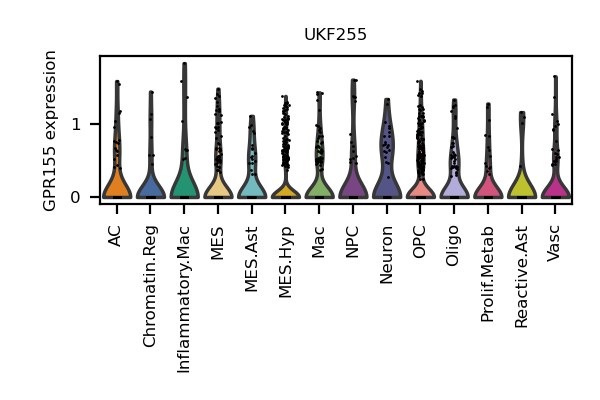 UKF255
GPR155 expression
1
0
AC
Chromatin.Reg
Inflammatory.Mac
MES
MES.Ast
MES.Hyp
Mac
NPC
Neuron
OPC
Oligo
Prolif.Metab
Reactive.Ast
Vasc